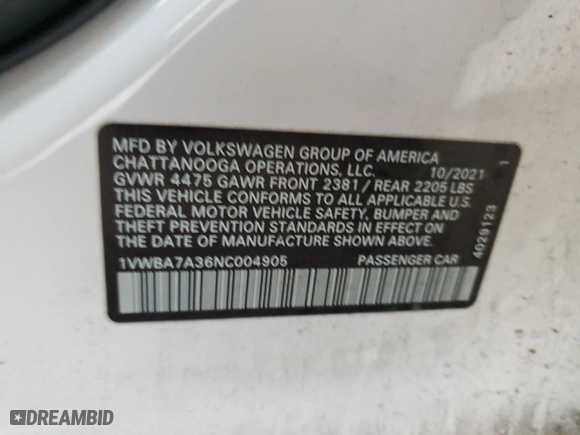 MFD BY VOLKSWAGEN GROUP OF AMERICA
CHATTANOOGA OPERATIONS, LLC. 10/2021
GVWR 4475 GAWR FRONT 2381 / REAR 2205 LBS
THIS VEHICLE CONFORMS TO ALL APPLICABLE U.S.
FEDERAL MOTOR VEHICLE SAFETY, BUMPER AND
THEFT PREVENTION STANDARDS IN EFFECT ON
THE DATE OF MANUFACTURE SHOWN ABOVE.
1VWBA7A36NC004905 PASSENGER CAR
4029123 1
DREAMBID